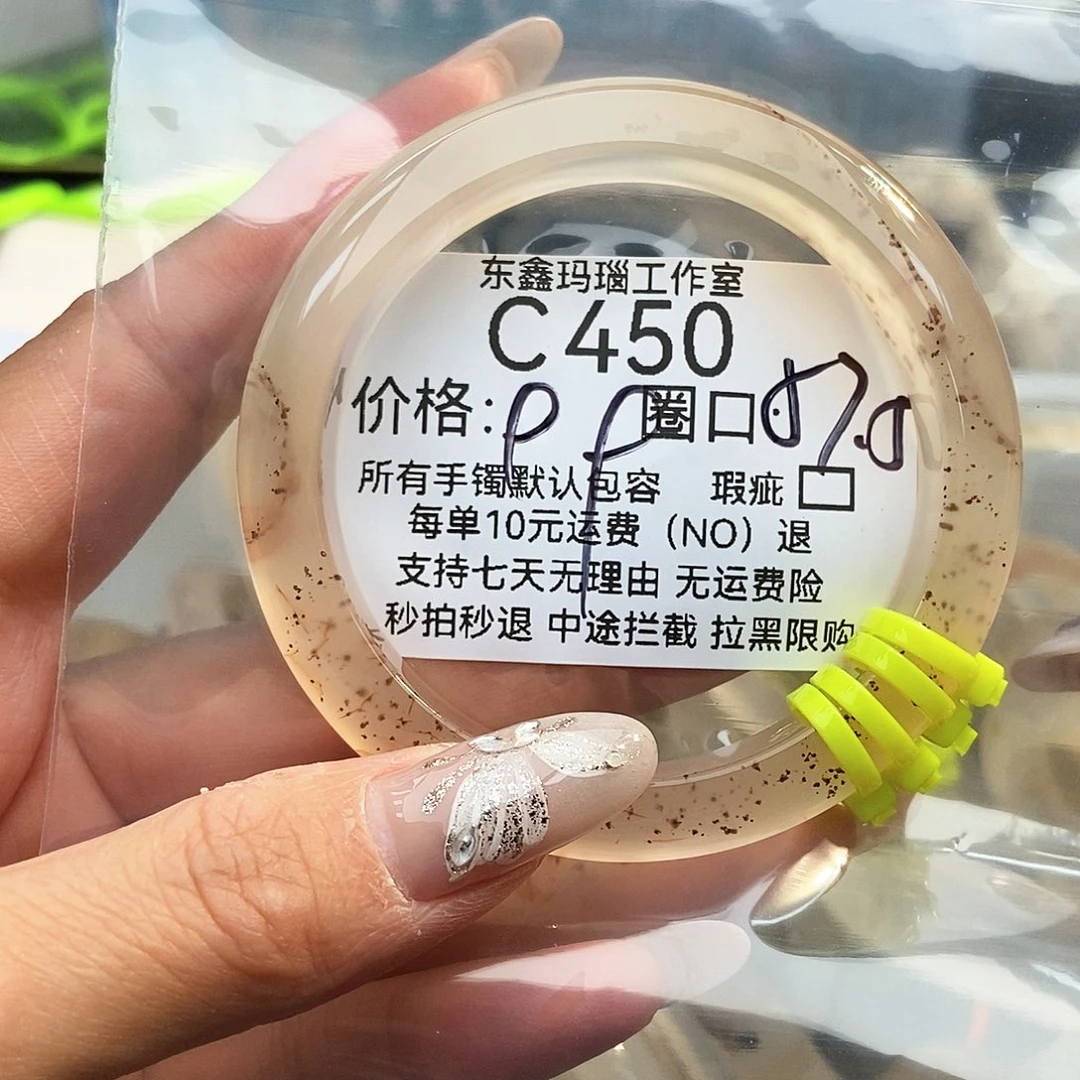 东鑫玛瑙工作室
C450
价格: 圈口
所有手镯默认包容 瑕疵
每单10元运费（NO）退
支持七天无理由 无运费险
秒拍秒退 中途拦截 拉黑限购